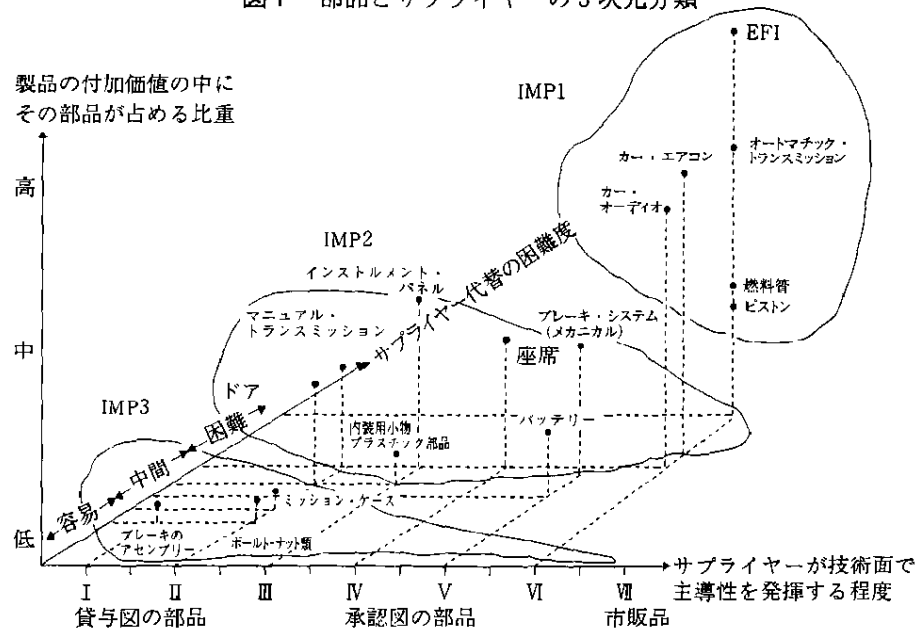 図1 部品とサプライヤーの3次元分類
製品の付加価値の中に
その部品が占める比重
高
中
低
IMP1
EFI
オートマチック・
トランスミッション
カー・エアコン
カー・
オーディオ
燃料管
ピストン
IMP2
インストルメント・
パネル
マニュアル・
トランスミッション
サプライヤー代替の困難度
ブレーキ・システム
(メカニカル)
座席
ドア
バッテリー
内装用小物
プラスチック部品
IMP3
困難
中間
容易
ミッション・ケース
ブレーキの
アセンブリー
ボールト・ナット類
サプライヤーが技術面で
主導性を発揮する程度
I II III IV V VI VII
貸与図の部品 承認図の部品 市販品